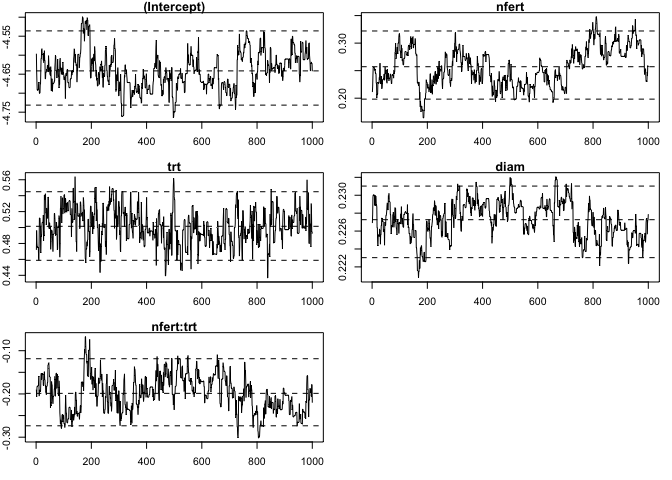 (Intercept)
-4.55
-4.65
-4.75
0 200 400 600 800 1000
nfert
0.30
0.20
0 200 400 600 800 1000
trt
0.56
0.52
0.48
0.44
0 200 400 600 800 1000
diam
0.230
0.226
0.222
0 200 400 600 800 1000
nfert:trt
-0.10
-0.20
-0.30
0 200 400 600 800 1000